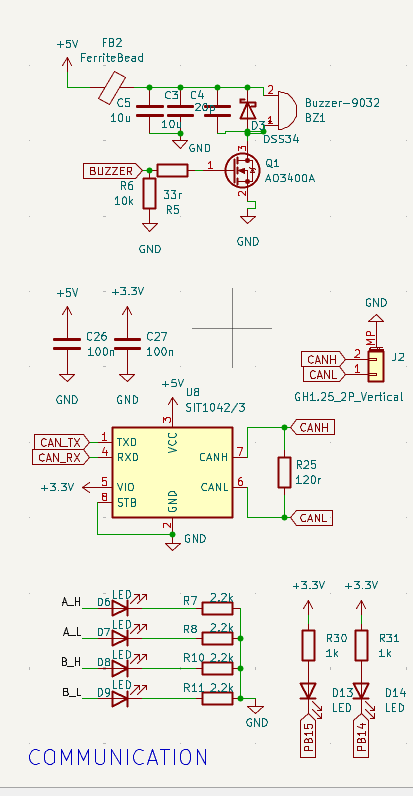 +5V
FB2
FerriteBead
C5
10u
C3
10u
C4
20p
D3
DSS34
2
1
Buzzer-9032
BZ1
GND
BUZZER
R6
10k
33r
R5
1
3
2
Q1
AO3400A
GND
GND
+5V
+3.3V
C26
100n
C27
100n
GND
GND
GND
MP
CANH
2
CANL
1
J2
GH1.25_2P_Vertical
+5V
U8
SIT1042/3
3
VCC
CAN_TX
1
TXD
CAN_RX
4
RXD
+3.3V
5
VIO
8
STB
GND
2
GND
CANH
7
CANL
6
CANH
R25
120r
CANL
A_H
D6
LED
R7
2.2k
A_L
D7
LED
R8
2.2k
B_H
D8
LED
R10
2.2k
B_L
D9
LED
R11
2.2k
GND
+3.3V
+3.3V
R30
1k
R31
1k
D13
LED
D14
LED
PB15
PB14
COMMUNICATION